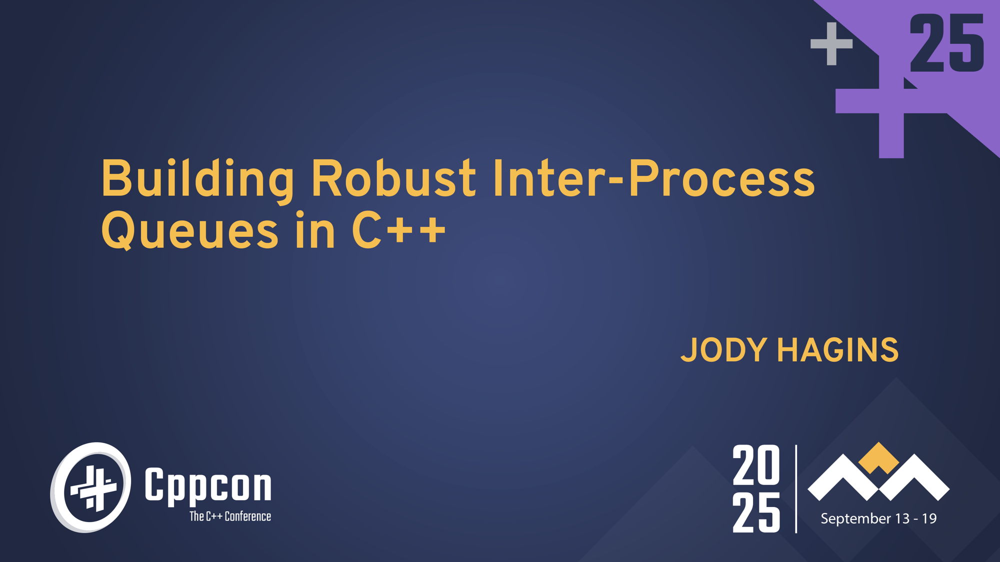 25
Building Robust Inter-Process
Queues in C++
JODY HAGINS
Cppcon
The C++ Conference
20
25
September 13 - 19